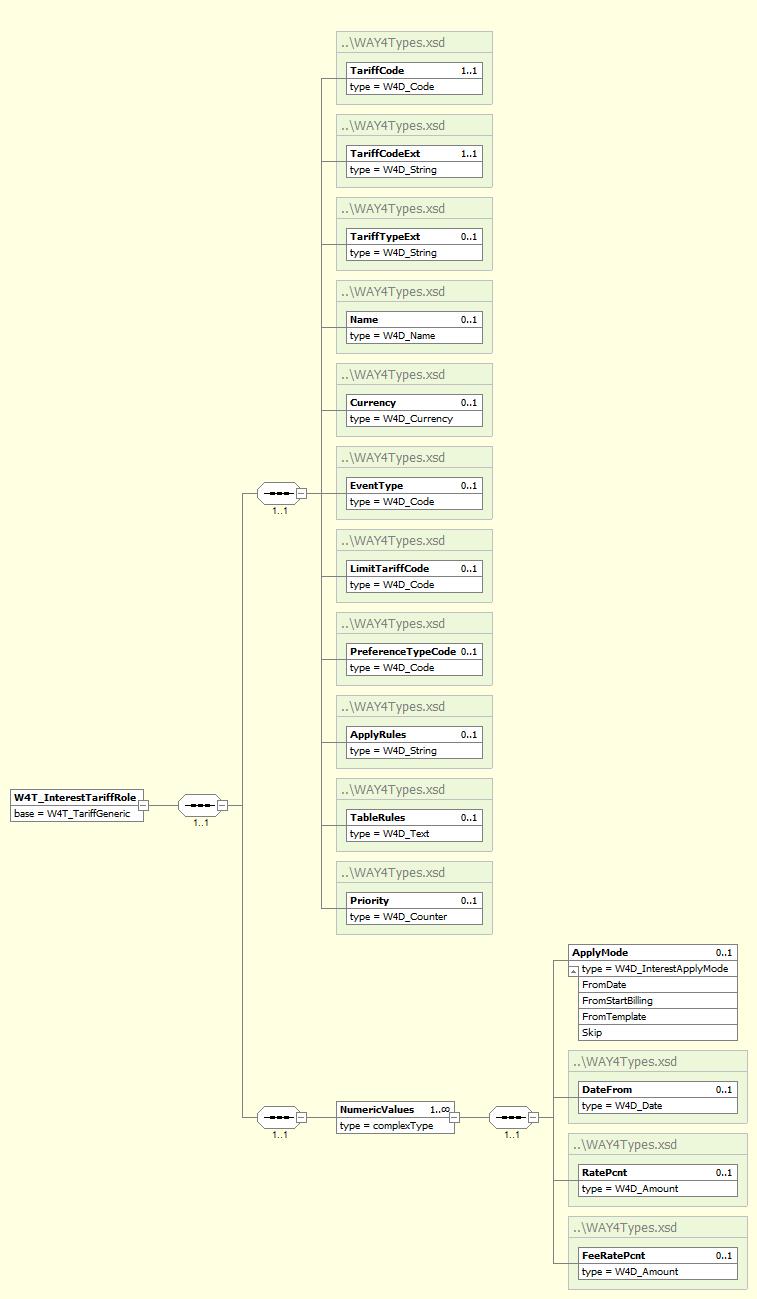 ..\WAY4Types.xsd
TariffCode 1..1
type = W4D_Code
..\WAY4Types.xsd
TariffCodeExt 1..1
type = W4D_String
..\WAY4Types.xsd
TariffTypeExt 0..1
type = W4D_String
..\WAY4Types.xsd
Name 0..1
type = W4D_Name
..\WAY4Types.xsd
Currency 0..1
type = W4D_Currency
..\WAY4Types.xsd
EventType 0..1
type = W4D_Code
1..1
..\WAY4Types.xsd
LimitTariffCode 0..1
type = W4D_Code
..\WAY4Types.xsd
PreferenceTypeCode 0..1
type = W4D_Code
..\WAY4Types.xsd
ApplyRules 0..1
type = W4D_String
W4T_InterestTariffRole
base = W4T_TariffGeneric
1..1
..\WAY4Types.xsd
TableRules 0..1
type = W4D_Text
..\WAY4Types.xsd
Priority 0..1
type = W4D_Counter
ApplyMode 0..1
type = W4D_InterestApplyMode
FromDate
FromStartBilling
FromTemplate
Skip
..\WAY4Types.xsd
DateFrom 0..1
type = W4D_Date
1..1
NumericValues 1..∞
type = complexType
1..1
..\WAY4Types.xsd
RatePcnt 0..1
type = W4D_Amount
..\WAY4Types.xsd
FeeRatePcnt 0..1
type = W4D_Amount